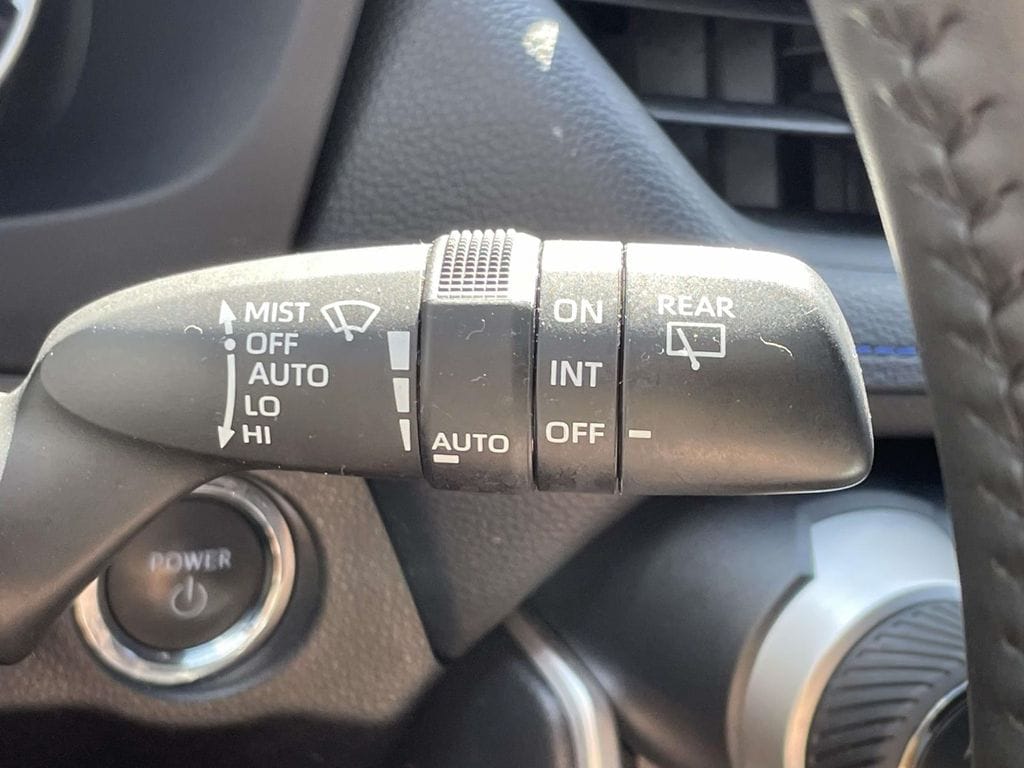 MIST
OFF
AUTO
LO
HI
AUTO
ON
INT
OFF
REAR
POWER